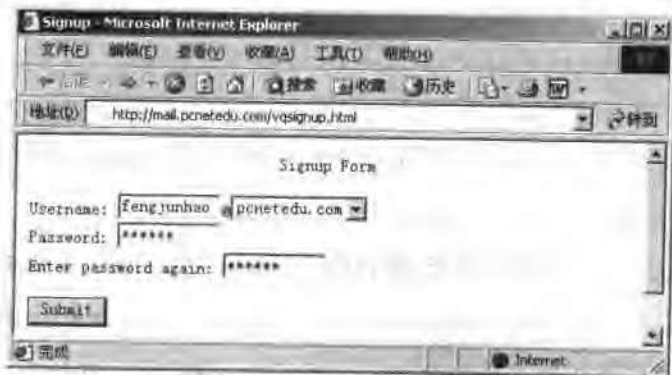 Signup - Microsoft Internet Explorer
文件(F) 编辑(E) 查看(V) 收藏(A) 工具(T) 帮助(H)
后退 搜索 收藏 历史
地址(D) http://mail.pcnetedu.com/vqsignup.html 转到
Signup Form
Username: fengjunhao @ pcnetedu.com
Password: ******
Enter password again: ******
Submit
完成 Internet